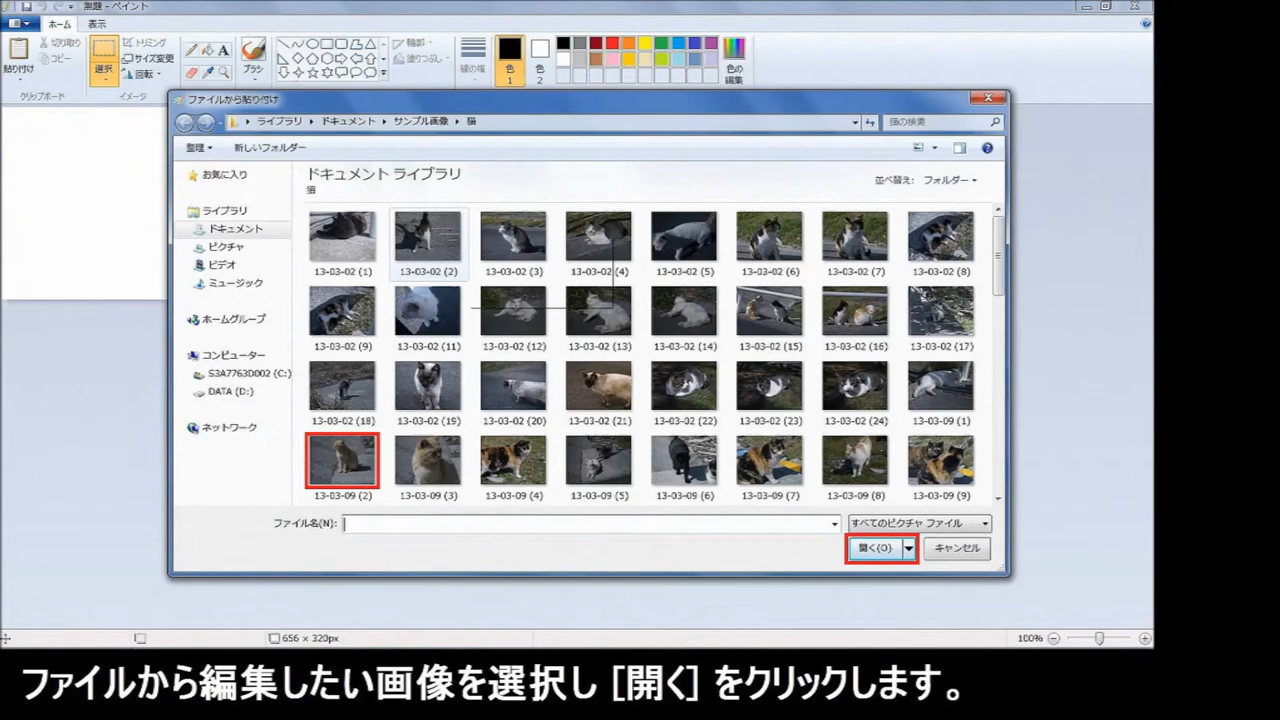 無題 - ペイント
ホーム 表示
貼り付け
切り取り
コピー
選択
トリミング
サイズ変更
回転
A
ブラシ
輪郭
塗りつぶし
線の幅
色
1
色
2
色の
編集
クリップボード
イメージ
ファイルから貼り付け
ライブラリ ドキュメント サンプル画像 猫
猫の検索
整理 新しいフォルダー
お気に入り
ライブラリ
ドキュメント
ピクチャ
ビデオ
ミュージック
ホームグループ
コンピューター
S3A7763D002 (C:)
DATA (D:)
ネットワーク
ドキュメント ライブラリ
猫
並べ替え: フォルダー
13-03-02 (1) 13-03-02 (2) 13-03-02 (3) 13-03-02 (4) 13-03-02 (5) 13-03-02 (6) 13-03-02 (7) 13-03-02 (8)
13-03-02 (9) 13-03-02 (11) 13-03-02 (12) 13-03-02 (13) 13-03-02 (14) 13-03-02 (15) 13-03-02 (16) 13-03-02 (17)
13-03-02 (18) 13-03-02 (19) 13-03-02 (20) 13-03-02 (21) 13-03-02 (22) 13-03-02 (23) 13-03-02 (24) 13-03-09 (1)
13-03-09 (2) 13-03-09 (3) 13-03-09 (4) 13-03-09 (5) 13-03-09 (6) 13-03-09 (7) 13-03-09 (8) 13-03-09 (9)
ファイル名(N): すべてのピクチャ ファイル
開く(O) キャンセル
656 × 320px 100%
ファイルから編集したい画像を選択し [開く] をクリックします。